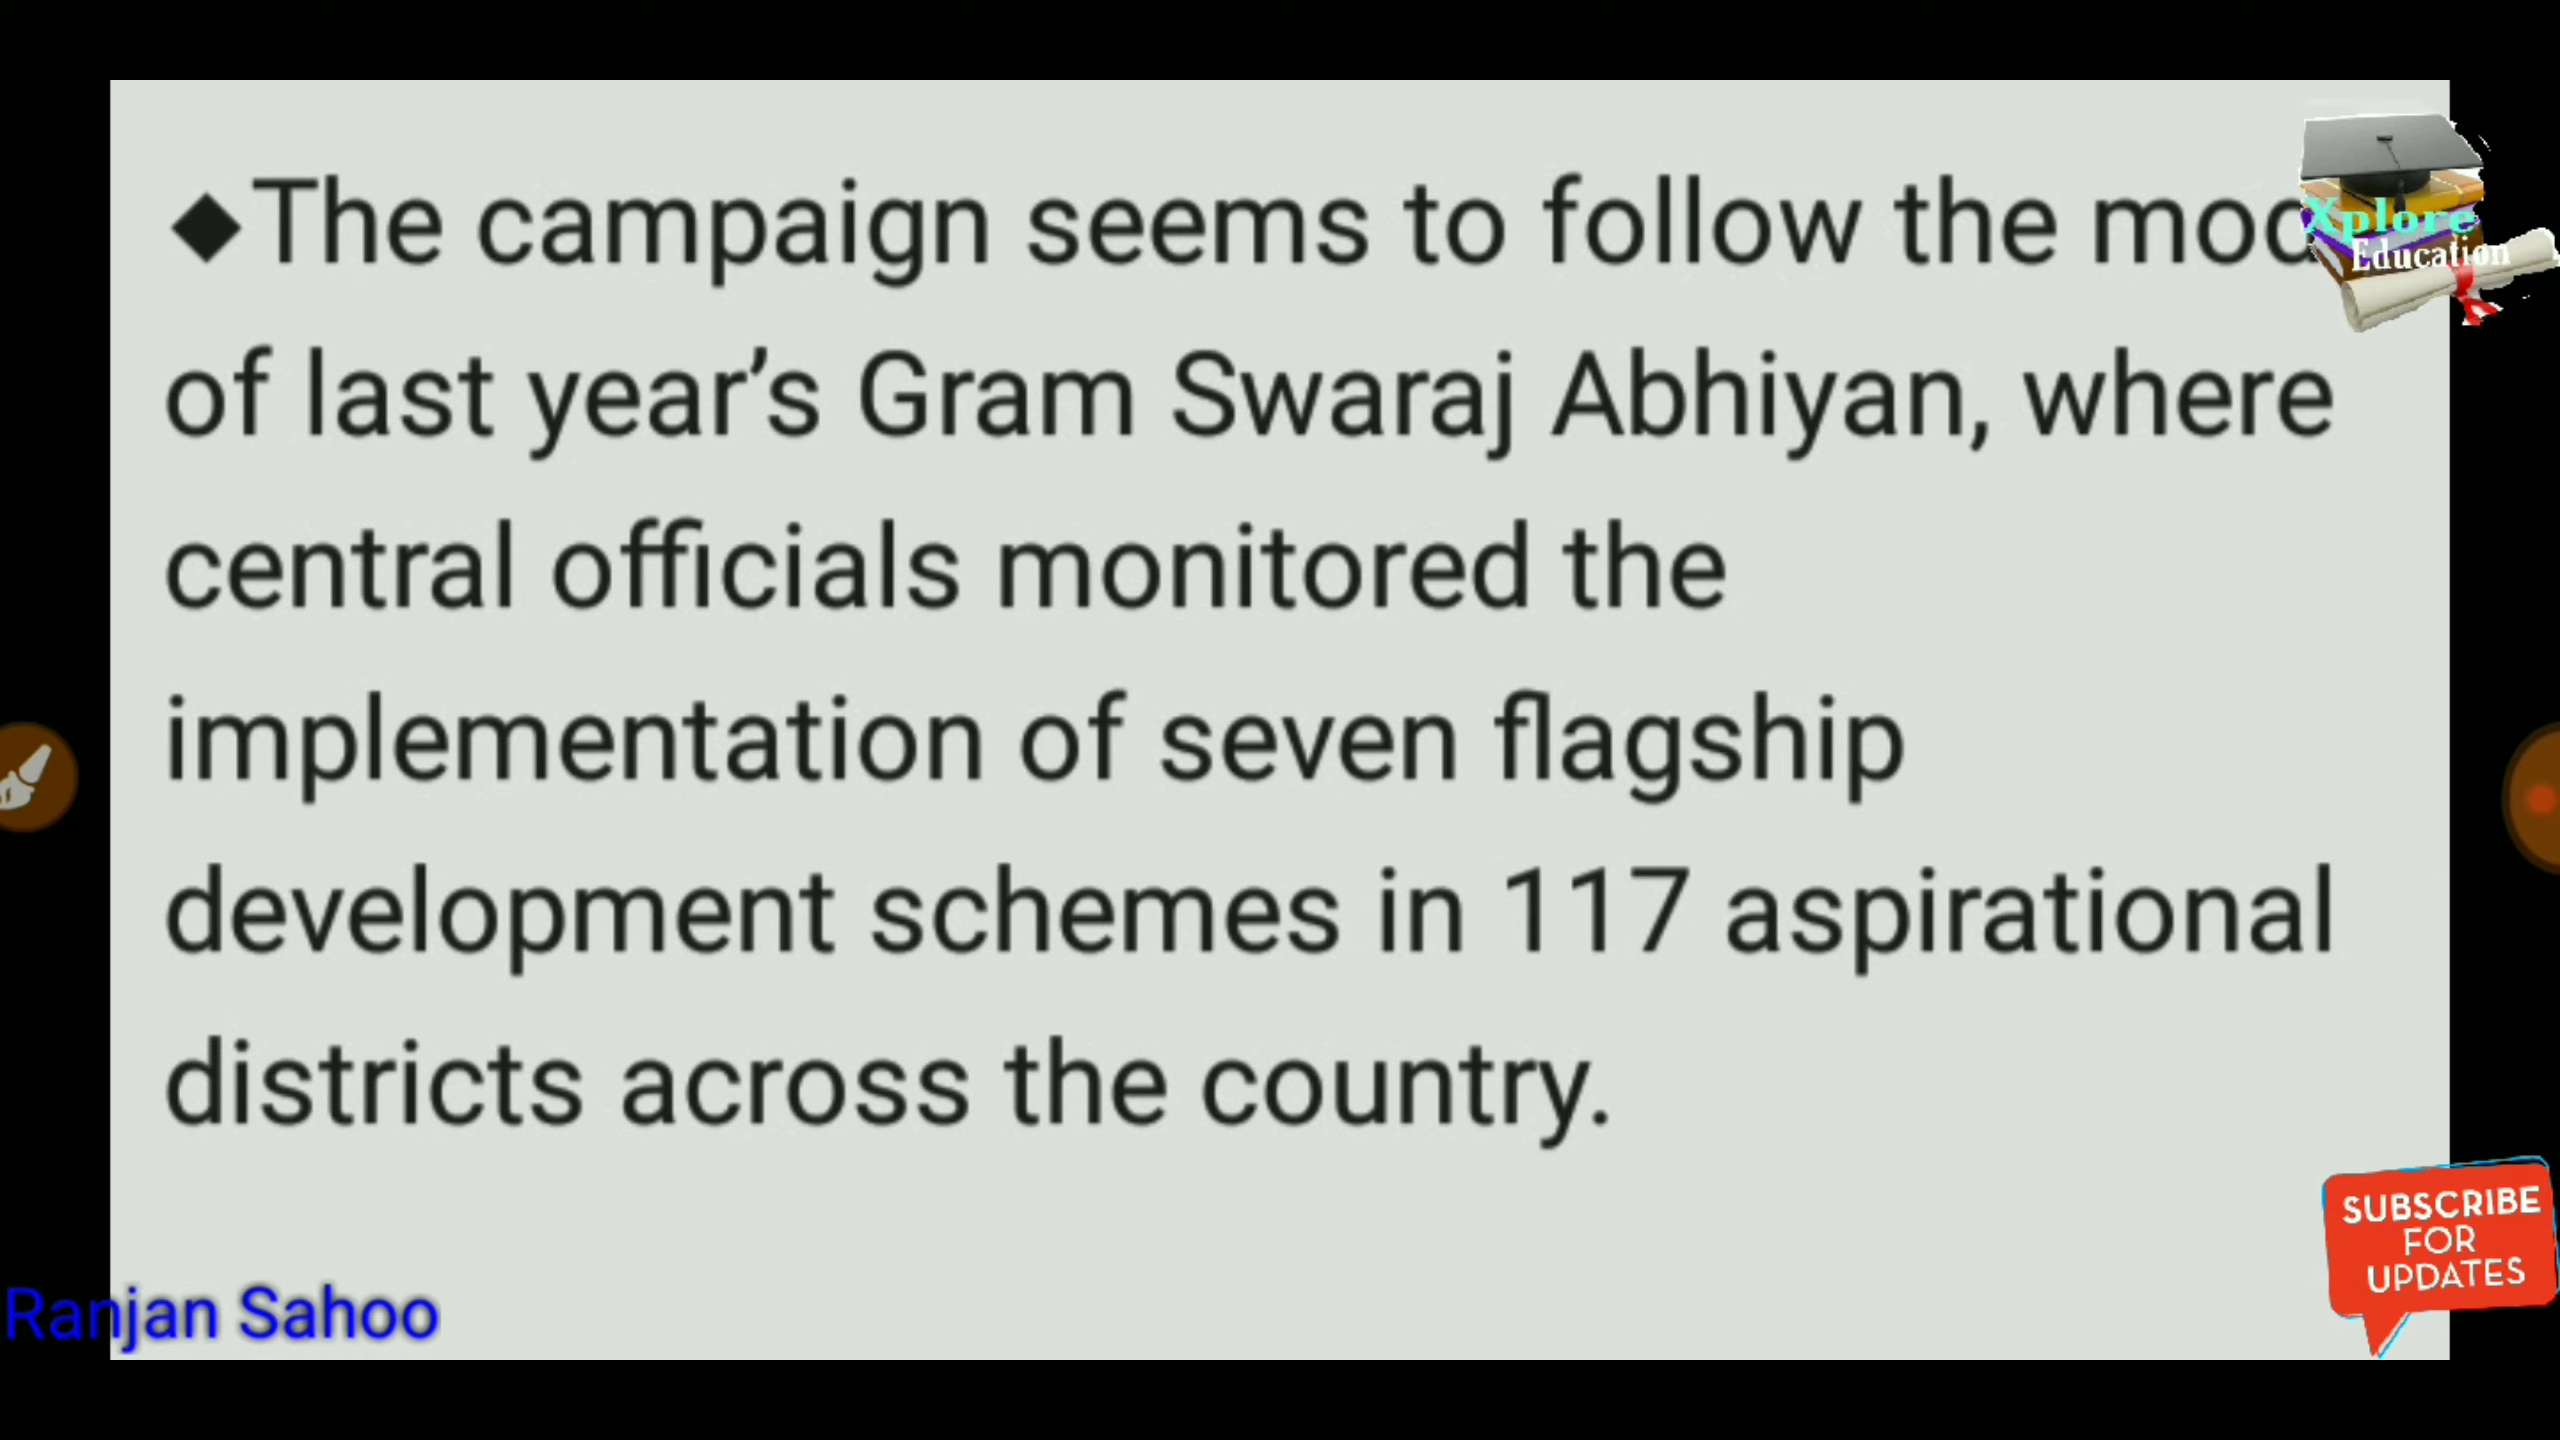 ◆The campaign seems to follow the
of last year’s Gram Swaraj Abhiyan, where
central officials monitored the
implementation of seven flagship
development schemes in 117 aspirational
districts across the country.
Xplore
Education
SUBSCRIBE
FOR
UPDATES
Ranjan Sahoo